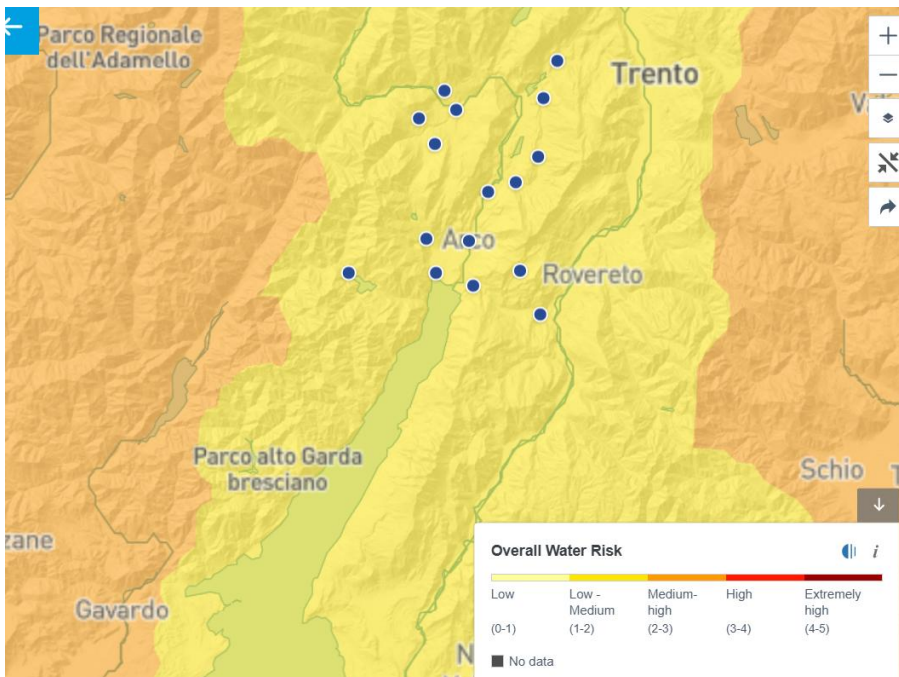 Parco Regionale
dell'Adamello
Trento
Arco
Rovereto
Parco alto Garda
bresciano
Schio
Gavardo
Overall Water Risk
i
Low
Low -
Medium
Medium-
high
High
Extremely
high
(0-1)
(1-2)
(2-3)
(3-4)
(4-5)
No data